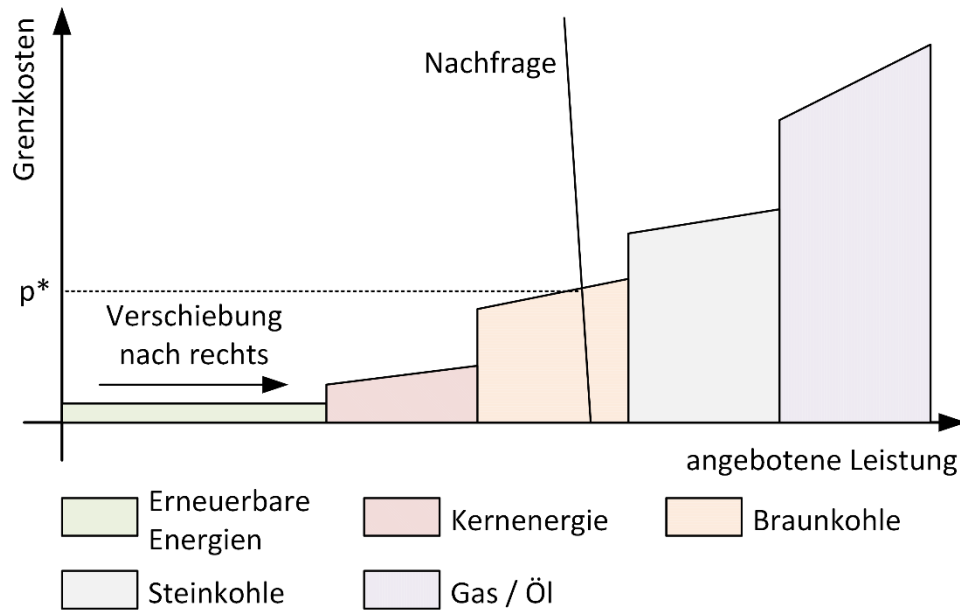 Grenzkosten
Nachfrage
p*
Verschiebung
nach rechts
angebotene Leistung
Erneuerbare
Energien
Kernenergie
Braunkohle
Steinkohle
Gas / Öl